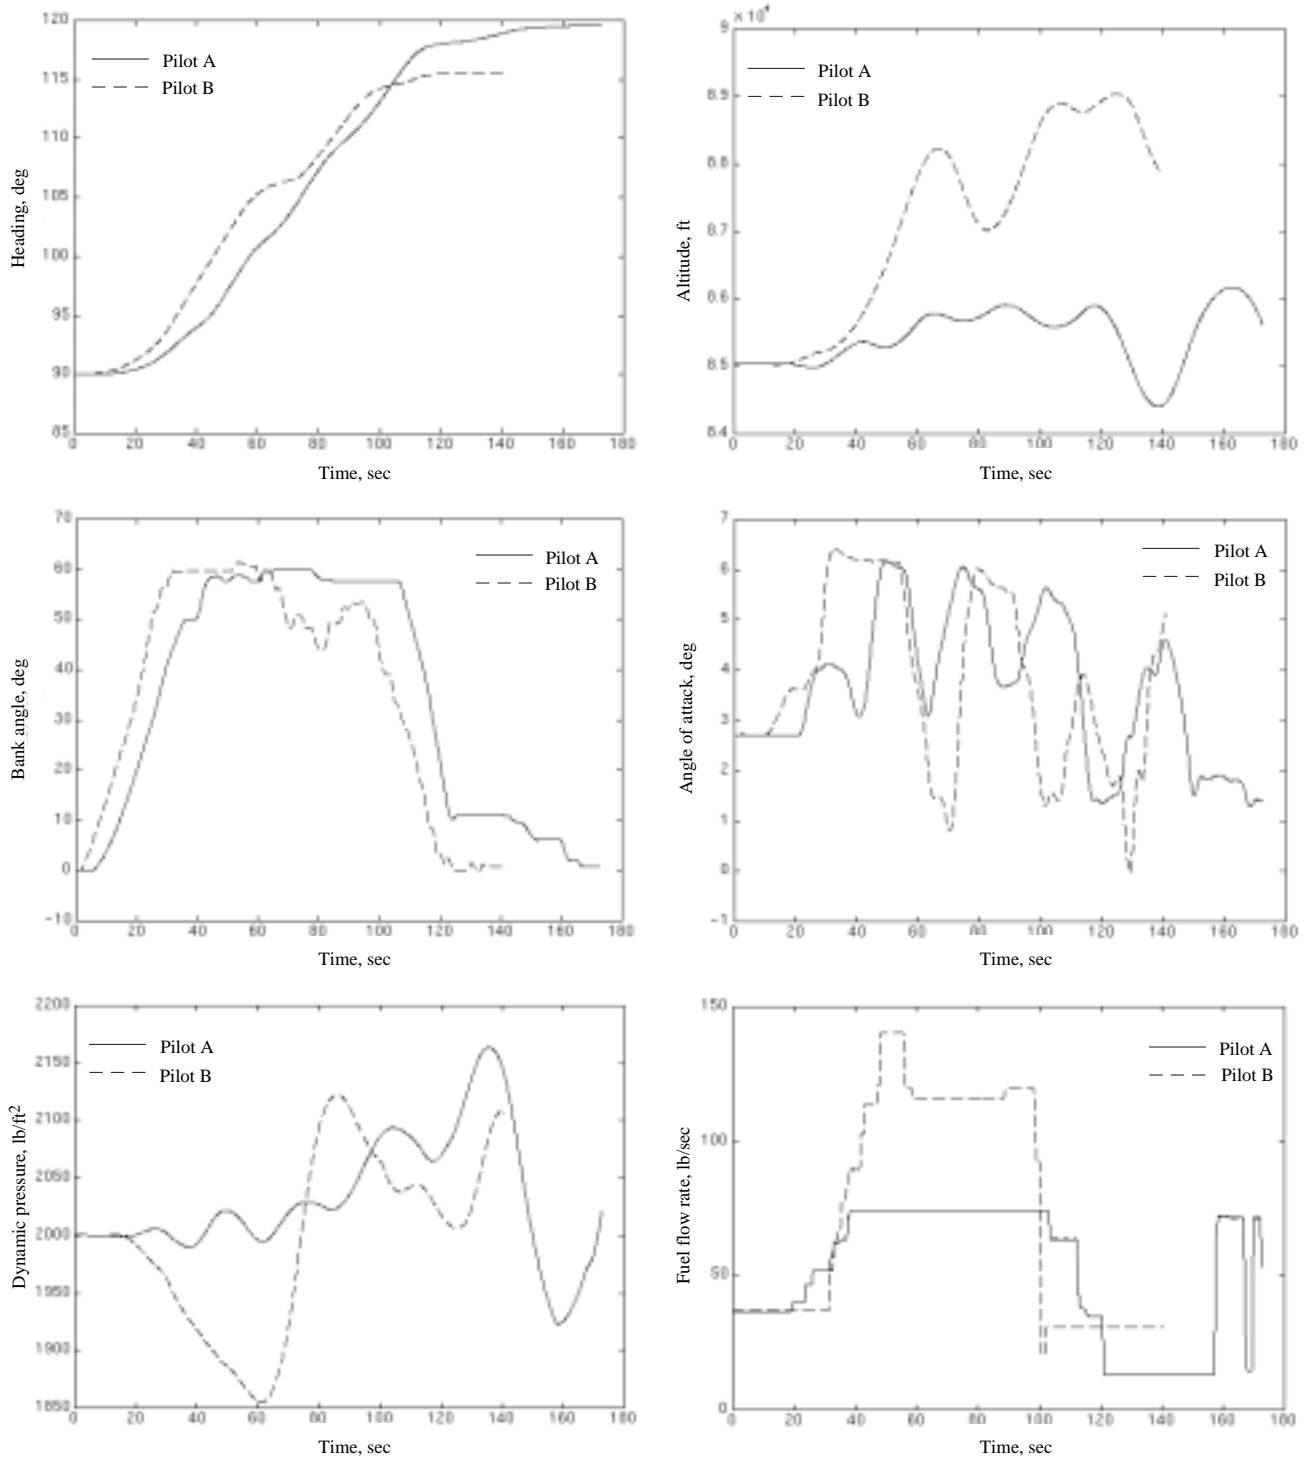 120
115
110
105
100
95
90
85
Heading, deg
Pilot A
Pilot B
0 20 40 60 80 100 120 140 160 180
Time, sec
× 10⁴
9
8.9
8.8
8.7
8.6
8.5
8.4
Altitude, ft
Pilot A
Pilot B
0 20 40 60 80 100 120 140 160 180
Time, sec
70
60
50
40
30
20
10
0
-10
Bank angle, deg
Pilot A
Pilot B
0 20 40 60 80 100 120 140 160 180
Time, sec
7
6
5
4
3
2
1
0
-1
Angle of attack, deg
Pilot A
Pilot B
0 20 40 60 80 100 120 140 160 180
Time, sec
2200
2150
2100
2050
2000
1950
1900
1850
Dynamic pressure, lb/ft²
Pilot A
Pilot B
0 20 40 60 80 100 120 140 160 180
Time, sec
150
100
50
0
Fuel flow rate, lb/sec
Pilot A
Pilot B
0 20 40 60 80 100 120 140 160 180
Time, sec